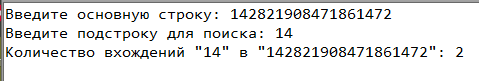 Введите основную строку: 142821908471861472
Введите подстроку для поиска: 14
Количество вхождений "14" в "142821908471861472": 2